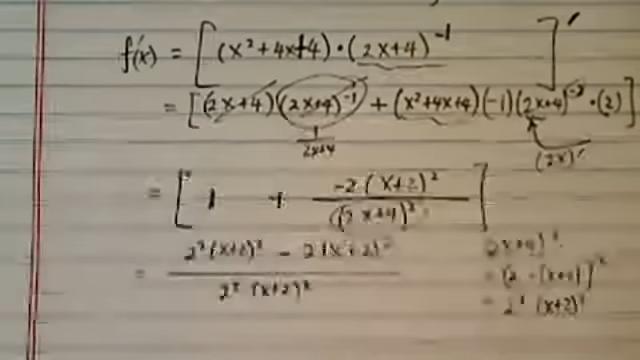 f'(x) = [(x²+4x+4)·(2x+4)⁻¹]'
= [(2x+4)(2x+4)⁻¹ + (x²+4x+4)(-1)(2x+4)⁻²·(2)]
1/(2x+4)
(2x)'
= [1 + -2(x+2)²/(2x+4)²]
= 2²(x+2)² - 2(x+2)²/2²(x+2)²
2x+4)²
= (2·(x+2))²
= 2²(x+2)²